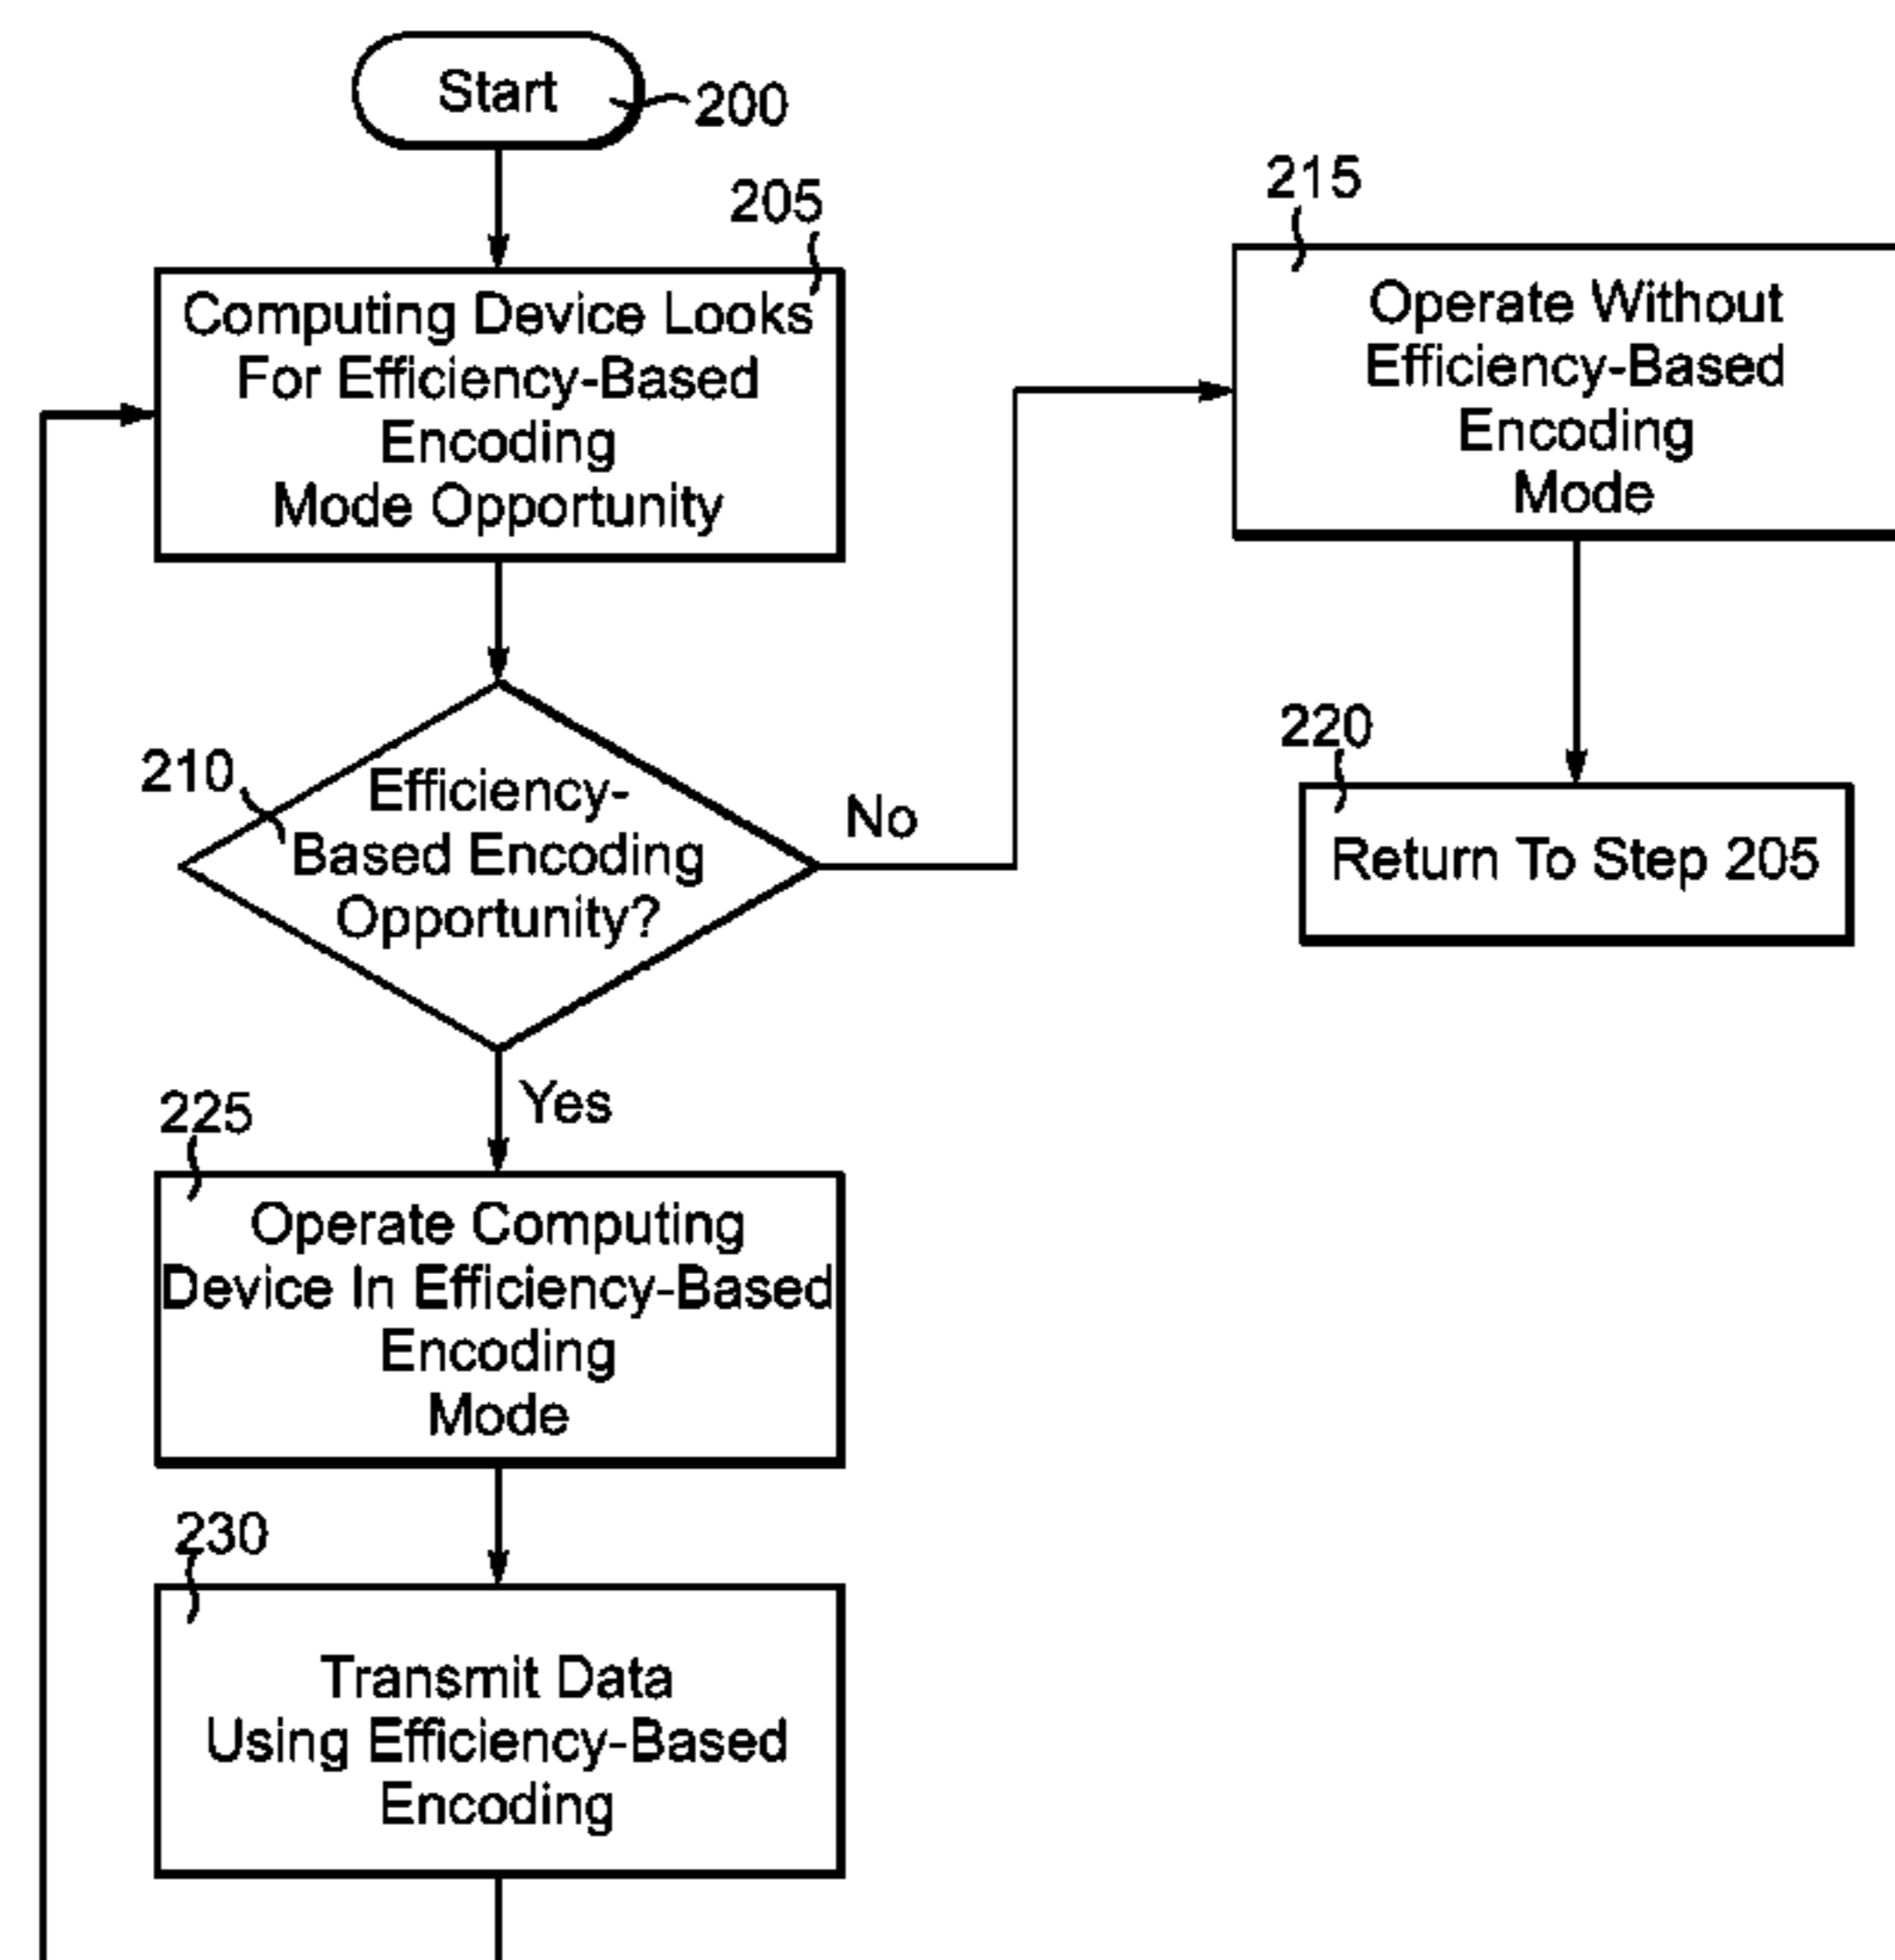 Start
200
205
Computing Device Looks
For Efficiency-Based
Encoding
Mode Opportunity
210
Efficiency-
Based Encoding
Opportunity?
No
215
Operate Without
Efficiency-Based
Encoding
Mode
220
Return To Step 205
Yes
225
Operate Computing
Device In Efficiency-Based
Encoding
Mode
230
Transmit Data
Using Efficiency-Based
Encoding